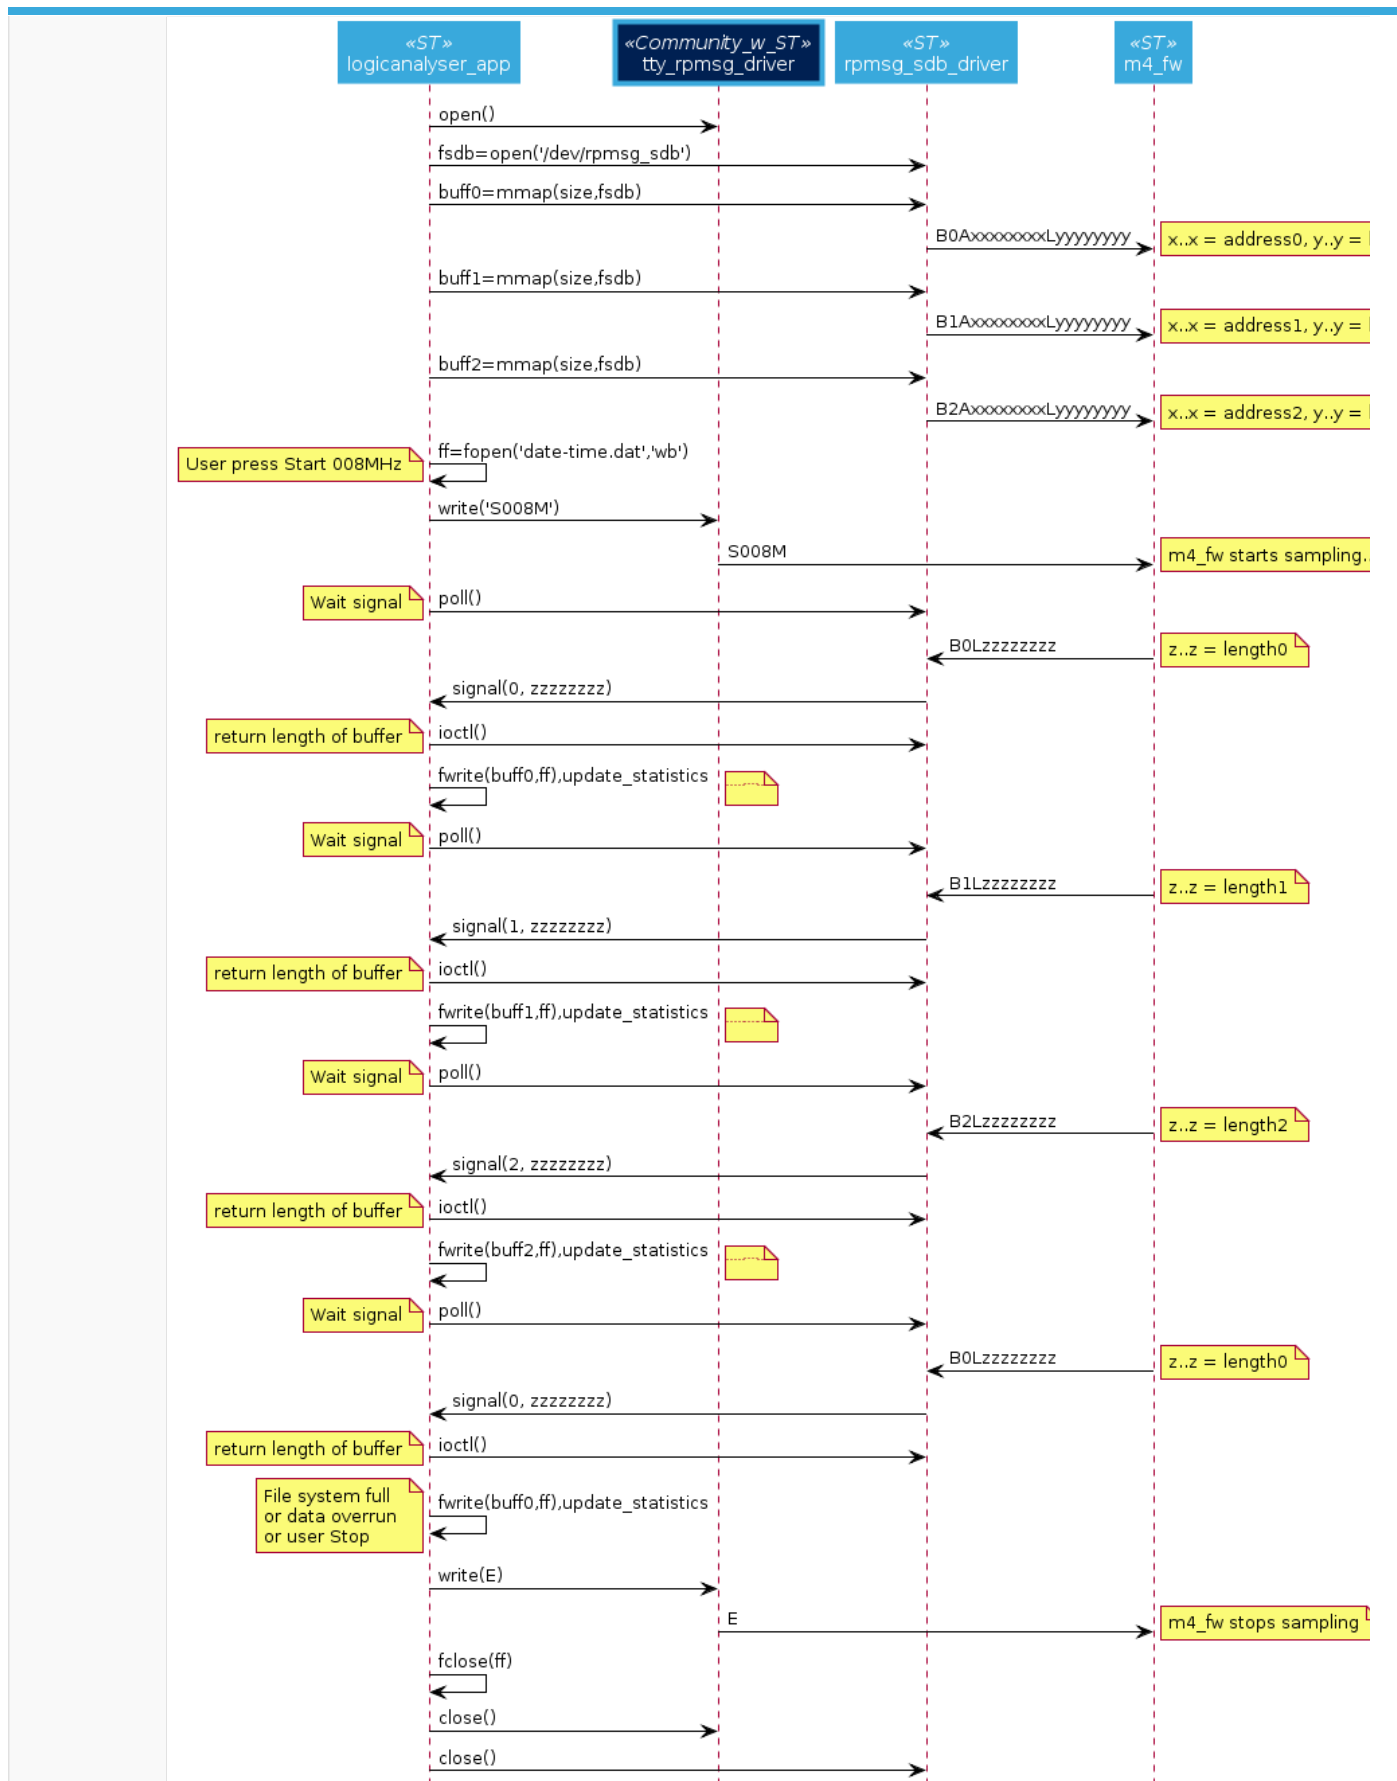 «ST»
logicanalyser_app
«Community_w_ST»
tty_rpmsg_driver
«ST»
rpmsg_sdb_driver
«ST»
m4_fw
open()
fsdb=open('/dev/rpmsg_sdb')
buff0=mmap(size,fsdb)
B0AxxxxxxxxLyyyyyyyy
x..x = address0, y..y =
buff1=mmap(size,fsdb)
B1AxxxxxxxxLyyyyyyyy
x..x = address1, y..y =
buff2=mmap(size,fsdb)
B2AxxxxxxxxLyyyyyyyy
x..x = address2, y..y =
User press Start 008MHz
ff=fopen('date-time.dat','wb')
write('S008M')
S008M
m4_fw starts sampling.
Wait signal
poll()
B0Lzzzzzzzz
z..z = length0
signal(0, zzzzzzzz)
return length of buffer
ioctl()
fwrite(buff0,ff),update_statistics
Wait signal
poll()
B1Lzzzzzzzz
z..z = length1
signal(1, zzzzzzzz)
return length of buffer
ioctl()
fwrite(buff1,ff),update_statistics
Wait signal
poll()
B2Lzzzzzzzz
z..z = length2
signal(2, zzzzzzzz)
return length of buffer
ioctl()
fwrite(buff2,ff),update_statistics
Wait signal
poll()
B0Lzzzzzzzz
z..z = length0
signal(0, zzzzzzzz)
return length of buffer
ioctl()
File system full
or data overrun
or user Stop
fwrite(buff0,ff),update_statistics
write(E)
E
m4_fw stops sampling
fclose(ff)
close()
close()